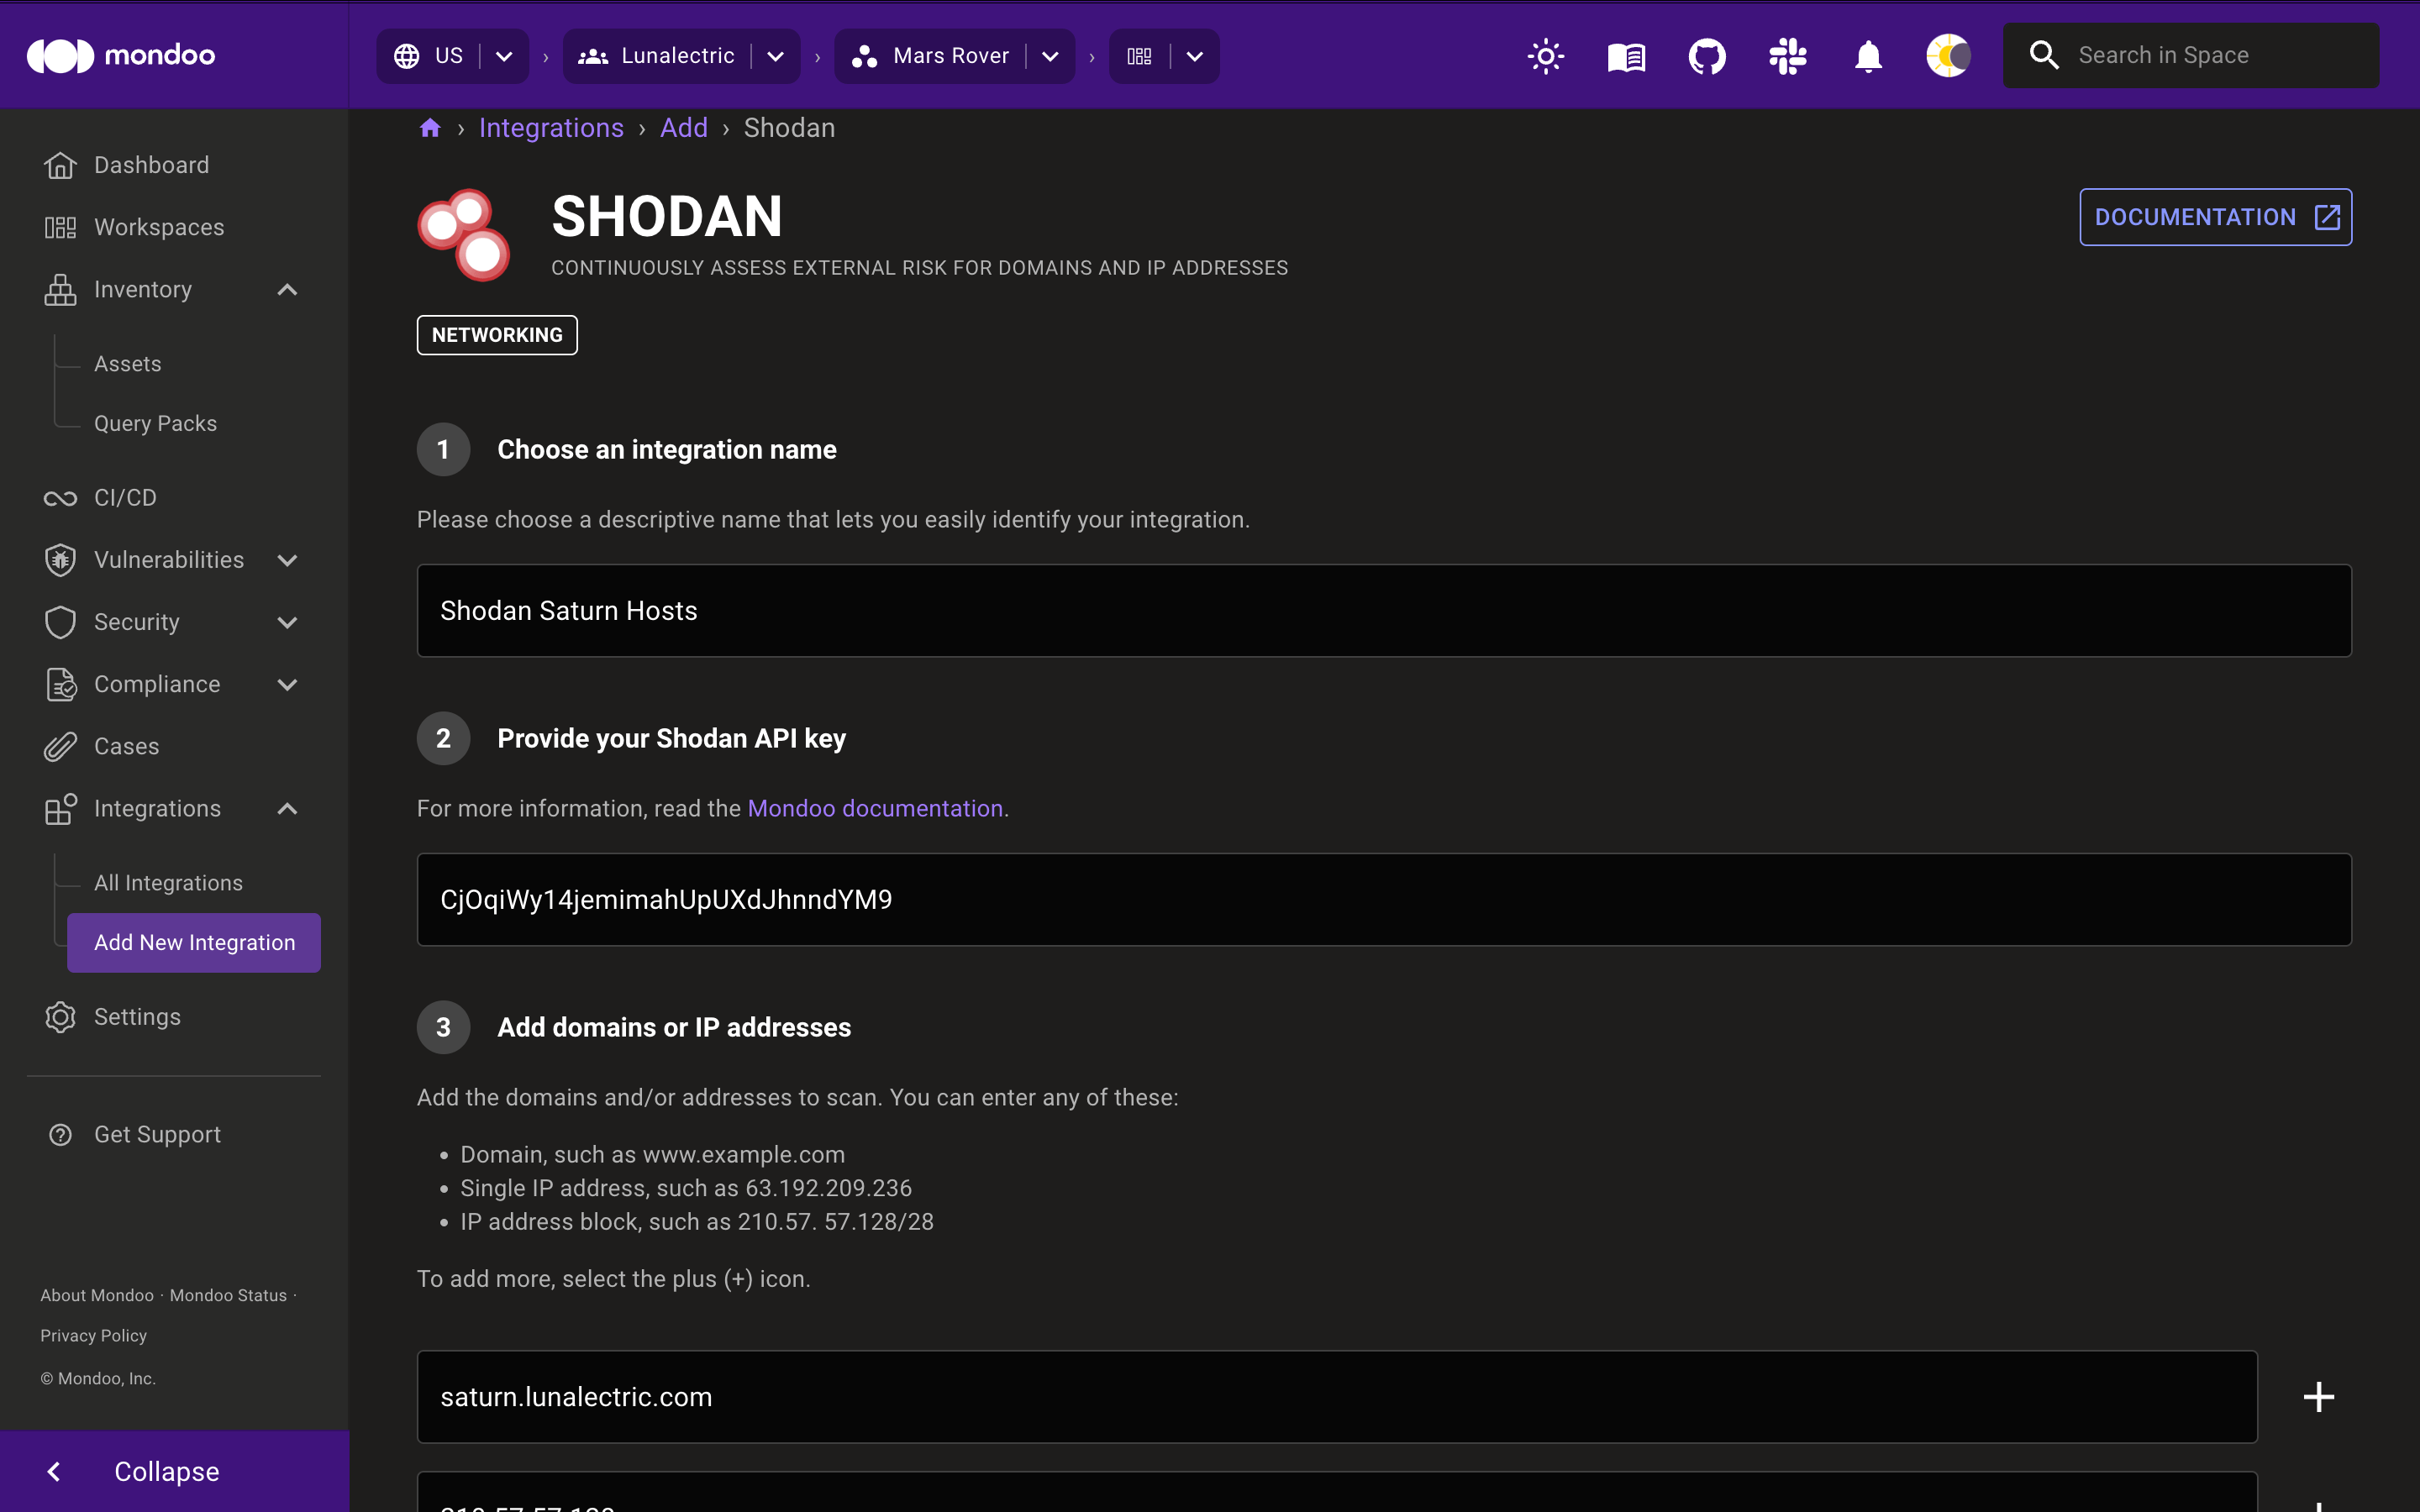 mondoo
US
Lunalectric
Mars Rover
Search in Space
Integrations › Add › Shodan
Dashboard
Workspaces
Inventory
Assets
Query Packs
CI/CD
Vulnerabilities
Security
Compliance
Cases
Integrations
All Integrations
Add New Integration
Settings
Get Support
About Mondoo · Mondoo Status ·
Privacy Policy
© Mondoo, Inc.
Collapse
SHODAN
CONTINUOUSLY ASSESS EXTERNAL RISK FOR DOMAINS AND IP ADDRESSES
DOCUMENTATION
NETWORKING
1 Choose an integration name
Please choose a descriptive name that lets you easily identify your integration.
Shodan Saturn Hosts
2 Provide your Shodan API key
For more information, read the Mondoo documentation.
CjOqiWy14jemimahUpUXdJhnndYM9
3 Add domains or IP addresses
Add the domains and/or addresses to scan. You can enter any of these:
• Domain, such as www.example.com
• Single IP address, such as 63.192.209.236
• IP address block, such as 210.57. 57.128/28
To add more, select the plus (+) icon.
saturn.lunalectric.com